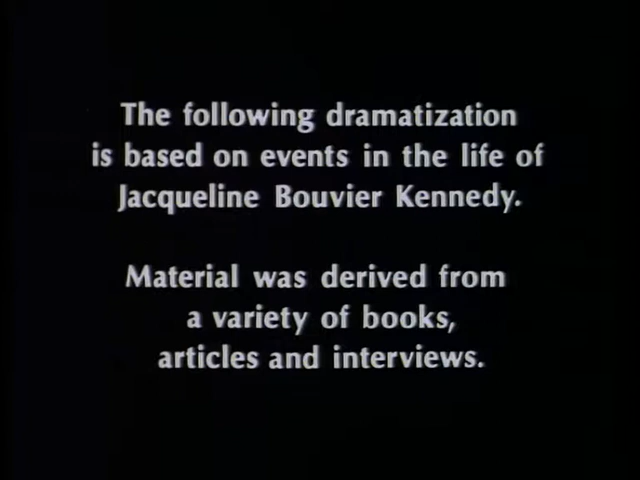 The following dramatization
is based on events in the life of
Jacqueline Bouvier Kennedy.
Material was derived from
a variety of books,
articles and interviews.